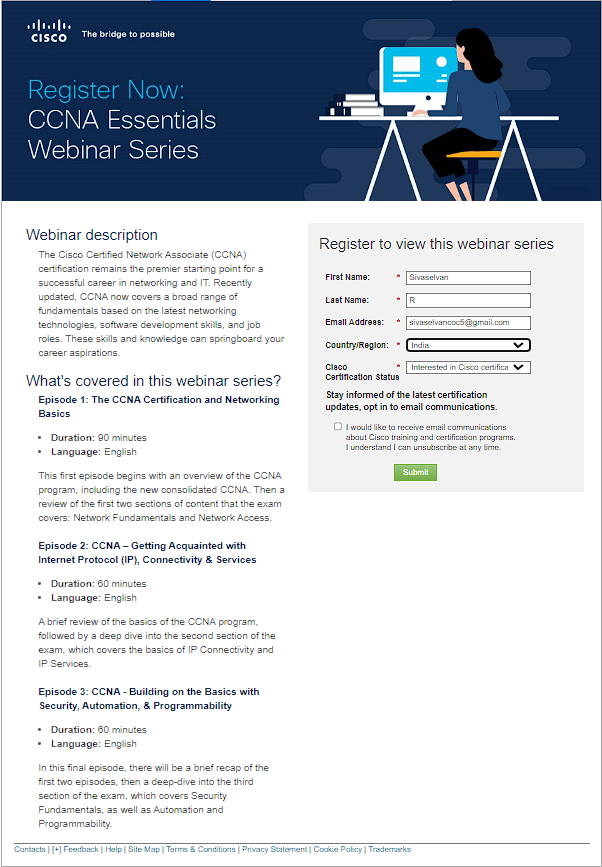 CISCO
The bridge to possible
Register Now:
CCNA Essentials
Webinar Series
Webinar description
The Cisco Certified Network Associate (CCNA)
certification remains the premier starting point for a
successful career in networking and IT. Recently
updated, CCNA now covers a broad range of
fundamentals based on the latest networking
technologies, software development skills, and job
roles. These skills and knowledge can springboard your
career aspirations.
What's covered in this webinar series?
Episode 1: The CCNA Certification and Networking
Basics
• Duration: 90 minutes
• Language: English
This first episode begins with an overview of the CCNA
program, including the new consolidated CCNA. Then a
review of the first two sections of content that the exam
covers: Network Fundamentals and Network Access.
Episode 2: CCNA – Getting Acquainted with
Internet Protocol (IP), Connectivity & Services
• Duration: 60 minutes
• Language: English
A brief review of the basics of the CCNA program,
followed by a deep dive into the second section of the
exam, which covers the basics of IP Connectivity and
IP Services.
Episode 3: CCNA - Building on the Basics with
Security, Automation, & Programmability
• Duration: 60 minutes
• Language: English
In this final episode, there will be a brief recap of the
first two episodes, then a deep-dive into the third
section of the exam, which covers Security
Fundamentals, as well as Automation and
Programmability.
Register to view this webinar series
First Name: * Sivaselvan
Last Name: * R
Email Address: * sivaselvancoc5@gmail.com
Country/Region: * India
Cisco * Interested in Cisco certifica
Certification Status
Stay informed of the latest certification
updates, opt in to email communications.
I would like to receive email communications
about Cisco training and certification programs.
I understand I can unsubscribe at any time.
Submit
Contacts | [+] Feedback | Help | Site Map | Terms & Conditions | Privacy Statement | Cookie Policy | Trademarks